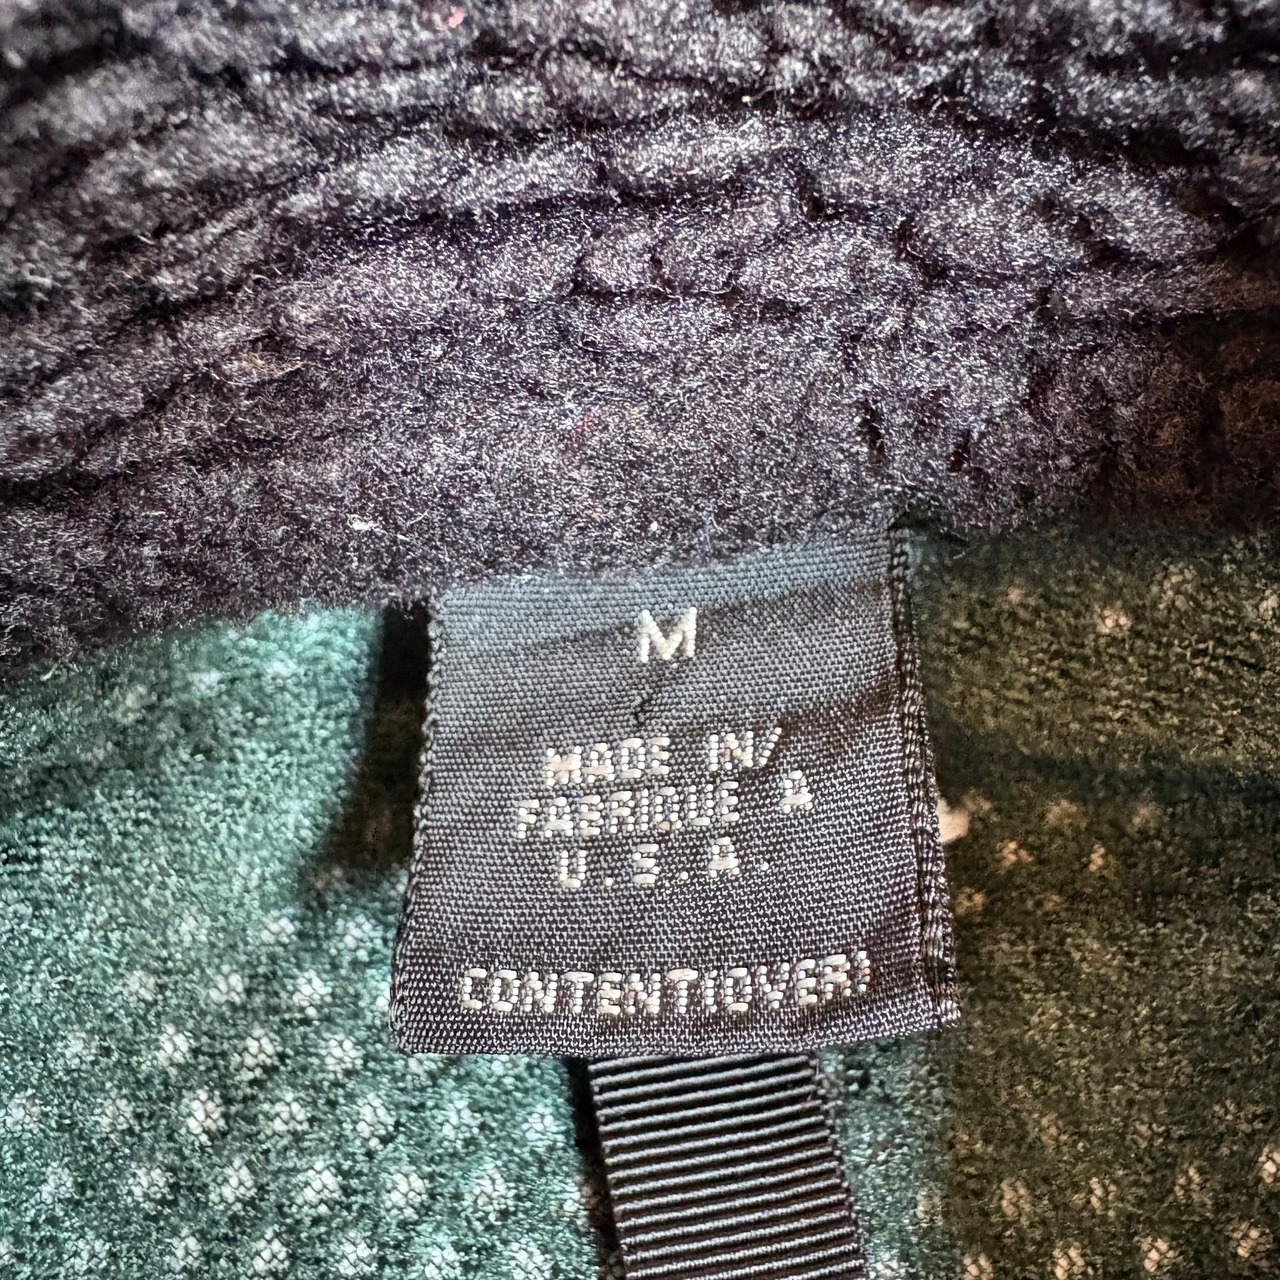 M
MADE IN/
FABRIQUE A
U.S.A.
CONTENT/OVER/